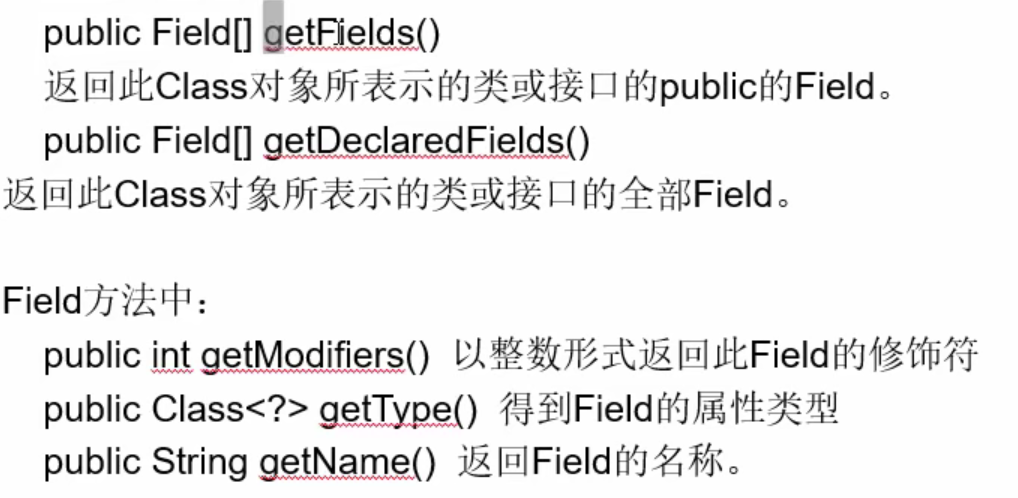 public Field[] getFields()
返回此Class对象所表示的类或接口的public的Field。
public Field[] getDeclaredFields()
返回此Class对象所表示的类或接口的全部Field。
Field方法中：
public int getModifiers() 以整数形式返回此Field的修饰符
public Class<?> getType() 得到Field的属性类型
public String getName() 返回Field的名称。